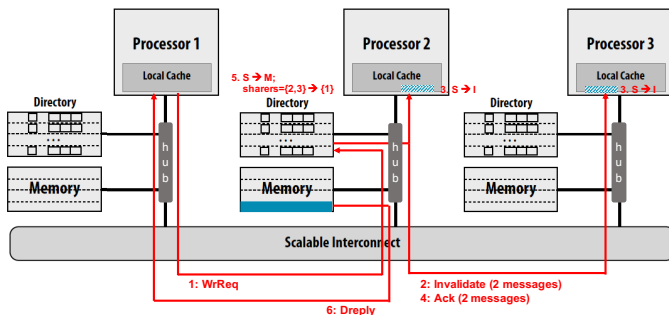 Processor 1
Local Cache
Processor 2
Local Cache
Processor 3
Local Cache
5. S → M;
sharers={2,3} → {1}
3. S → I
3. S → I
Directory
...
Memory
hub
Directory
...
Memory
hub
Directory
...
Memory
hub
Scalable Interconnect
1: WrReq
2: Invalidate (2 messages)
4: Ack (2 messages)
6: Dreply